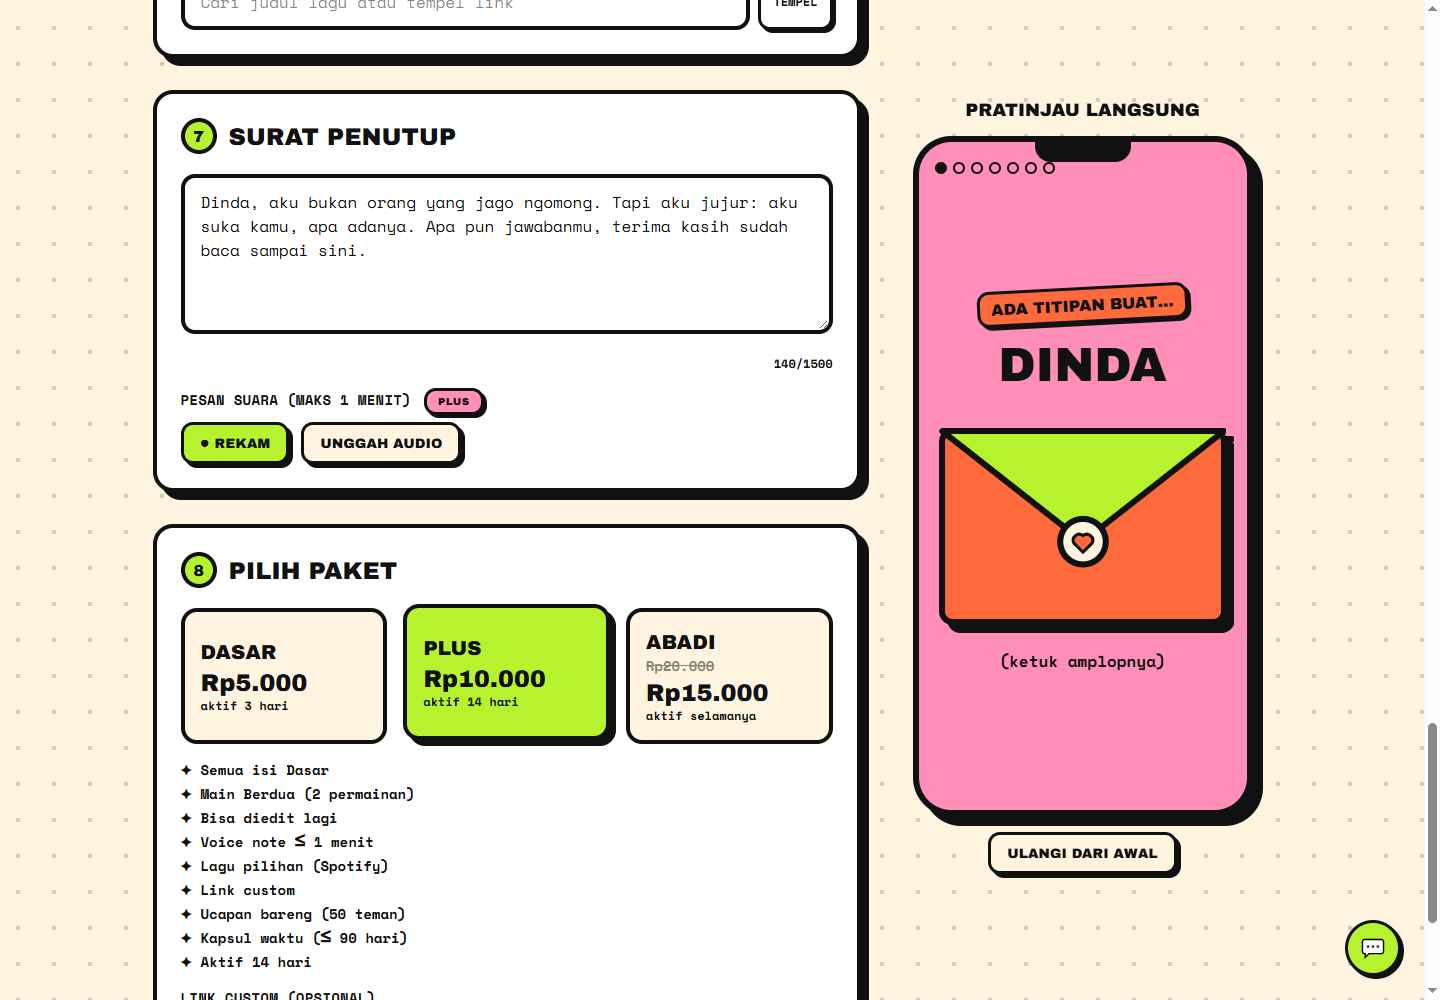 Cari judul lagu atau tempel link
TEMPEL
7 SURAT PENUTUP
Dinda, aku bukan orang yang jago ngomong. Tapi aku jujur: aku
suka kamu, apa adanya. Apa pun jawabanmu, terima kasih sudah
baca sampai sini.
140/1500
PESAN SUARA (MAKS 1 MENIT) PLUS
REKAM UNGGAH AUDIO
8 PILIH PAKET
DASAR
Rp5.000
aktif 3 hari
PLUS
Rp10.000
aktif 14 hari
ABADI
Rp20.000
Rp15.000
aktif selamanya
✦ Semua isi Dasar
✦ Main Berdua (2 permainan)
✦ Bisa diedit lagi
✦ Voice note ≤ 1 menit
✦ Lagu pilihan (Spotify)
✦ Link custom
✦ Ucapan bareng (50 teman)
✦ Kapsul waktu (≤ 90 hari)
✦ Aktif 14 hari
LINK CUSTOM (OPSIONAL)
PRATINJAU LANGSUNG
ADA TITIPAN BUAT...
DINDA
(ketuk amplopnya)
ULANGI DARI AWAL